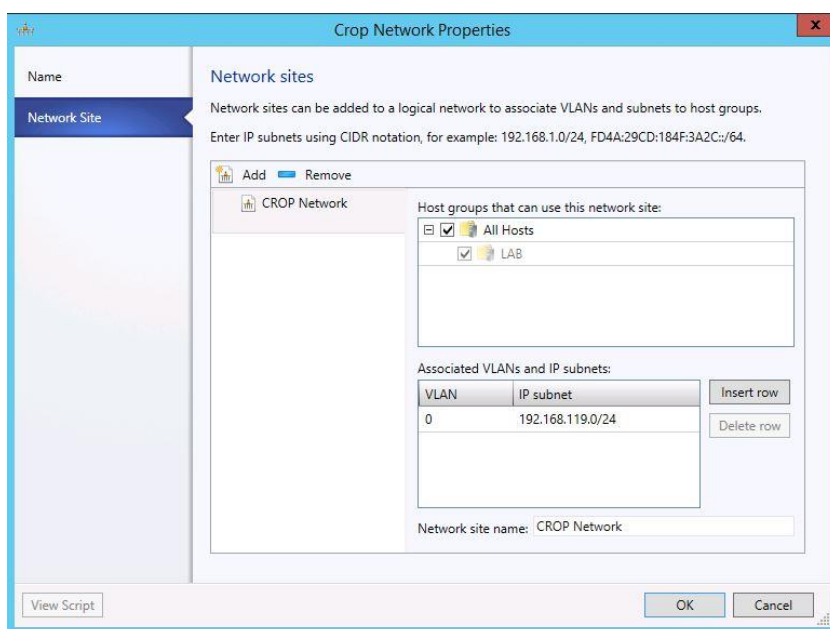 Crop Network Properties
x
Name
Network Site
Network sites
Network sites can be added to a logical network to associate VLANs and subnets to host groups.
Enter IP subnets using CIDR notation, for example: 192.168.1.0/24, FD4A:29CD:184F:3A2C::/64.
Add Remove
CROP Network
Host groups that can use this network site:
All Hosts
LAB
Associated VLANs and IP subnets:
VLAN IP subnet
0 192.168.119.0/24
Insert row
Delete row
Network site name: CROP Network
View Script
OK Cancel